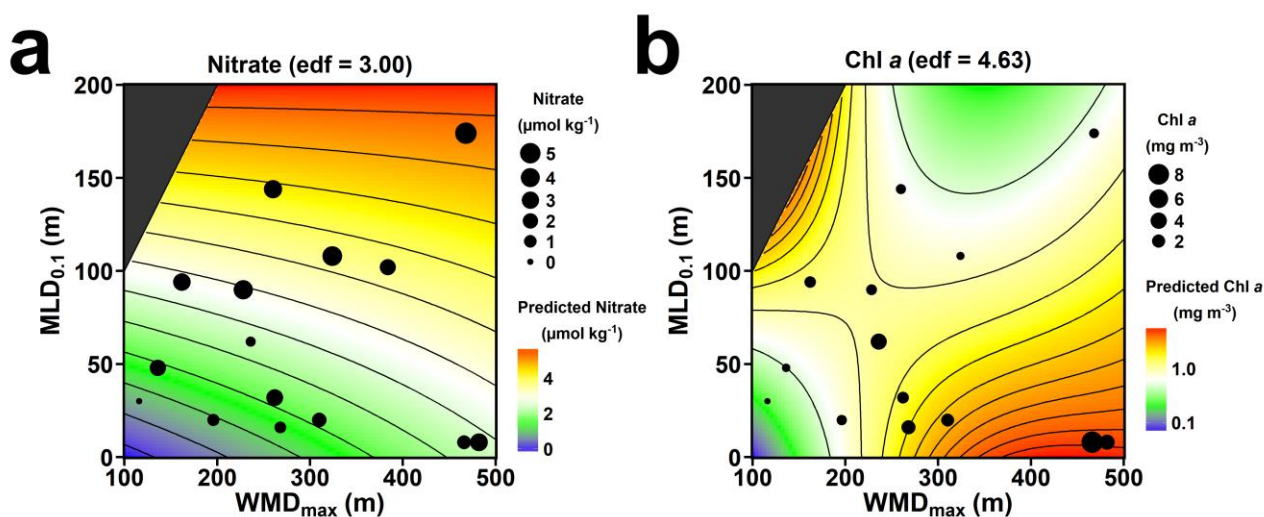 a
Nitrate (edf = 3.00)
200
150
100
50
0
MLD0.1 (m)
100
200
300
400
500
WMDmax (m)
Nitrate
(µmol kg-1)
5
4
3
2
1
0
Predicted Nitrate
(µmol kg-1)
4
2
0
b
Chl a (edf = 4.63)
200
150
100
50
0
MLD0.1 (m)
100
200
300
400
500
WMDmax (m)
Chl a
(mg m-3)
8
6
4
2
Predicted Chl a
(mg m-3)
1.0
0.1